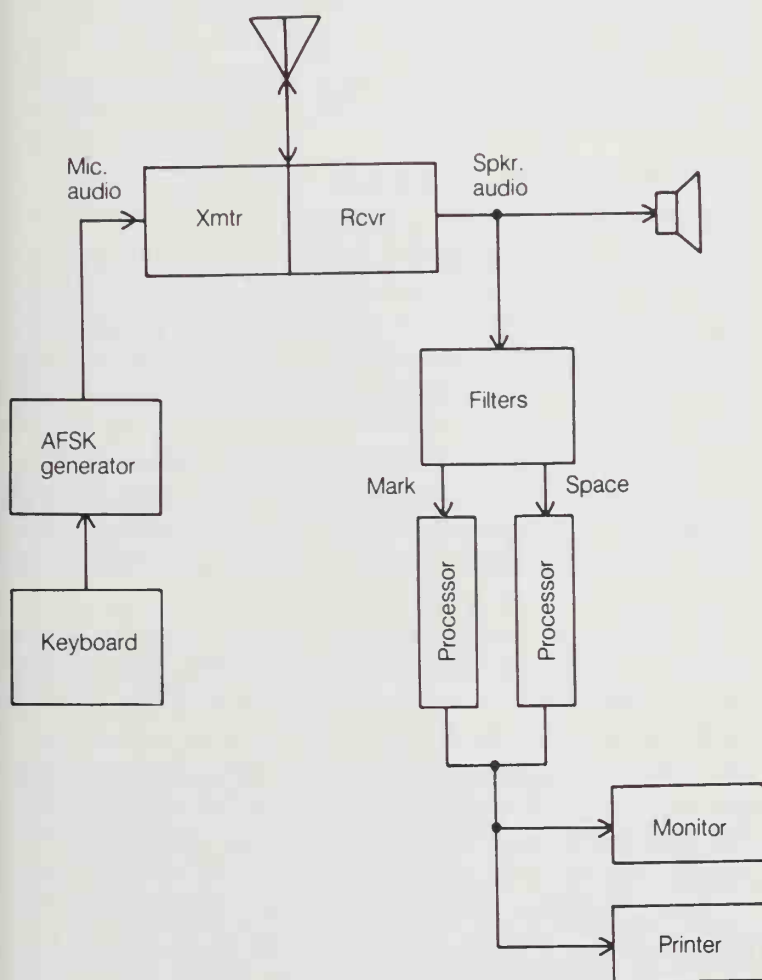 Mic.
audio
Xmtr
Rcvr
Spkr.
audio
Filters
AFSK
generator
Mark
Space
Keyboard
Processor
Processor
Monitor
Printer